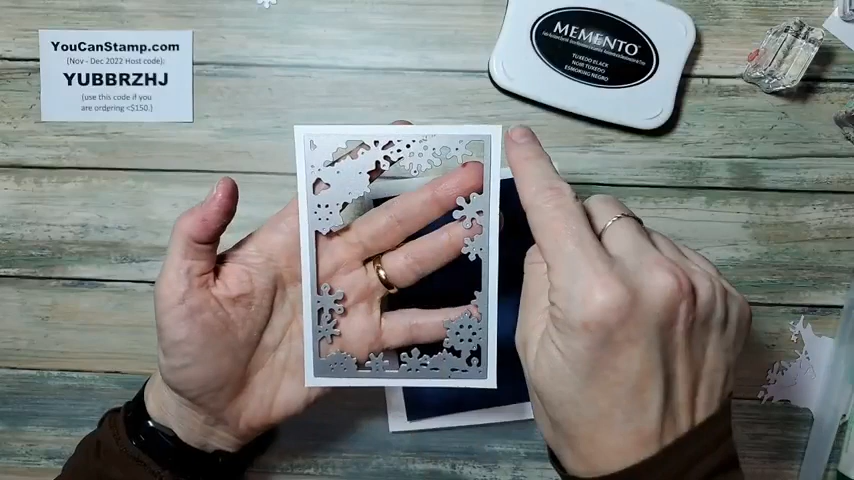 YouCanStamp.com
(Nov - Dec 2022 Host code):
YUBBRZHJ
(use this code if you
are ordering <$150.)
MEMENTO
TUXEDO BLACK
NOIR TUXEDO
ESMOKING NEGRO